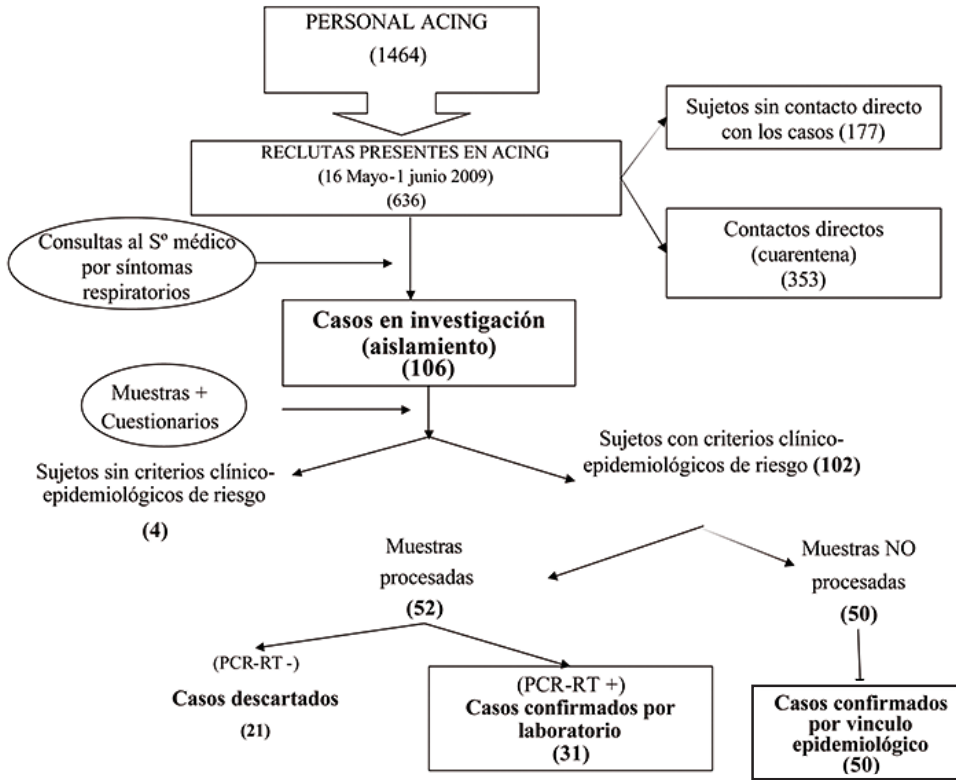 PERSONAL ACING
(1464)
RECLUTAS PRESENTES EN ACING
(16 Mayo-1 junio 2009)
(636)
Sujetos sin contacto directo
con los casos (177)
Contactos directos
(cuarentena)
(353)
Consultas al Sº médico
por síntomas
respiratorios
Casos en investigación
(aislamiento)
(106)
Muestras +
Cuestionarios
Sujetos sin criterios clínico-
epidemiológicos de riesgo
(4)
Sujetos con criterios clínico-
epidemiológicos de riesgo (102)
Muestras
procesadas
(52)
Muestras NO
procesadas
(50)
(PCR-RT -)
Casos descartados
(21)
(PCR-RT +)
Casos confirmados por
laboratorio
(31)
Casos confirmados
por vinculo
epidemiológico
(50)